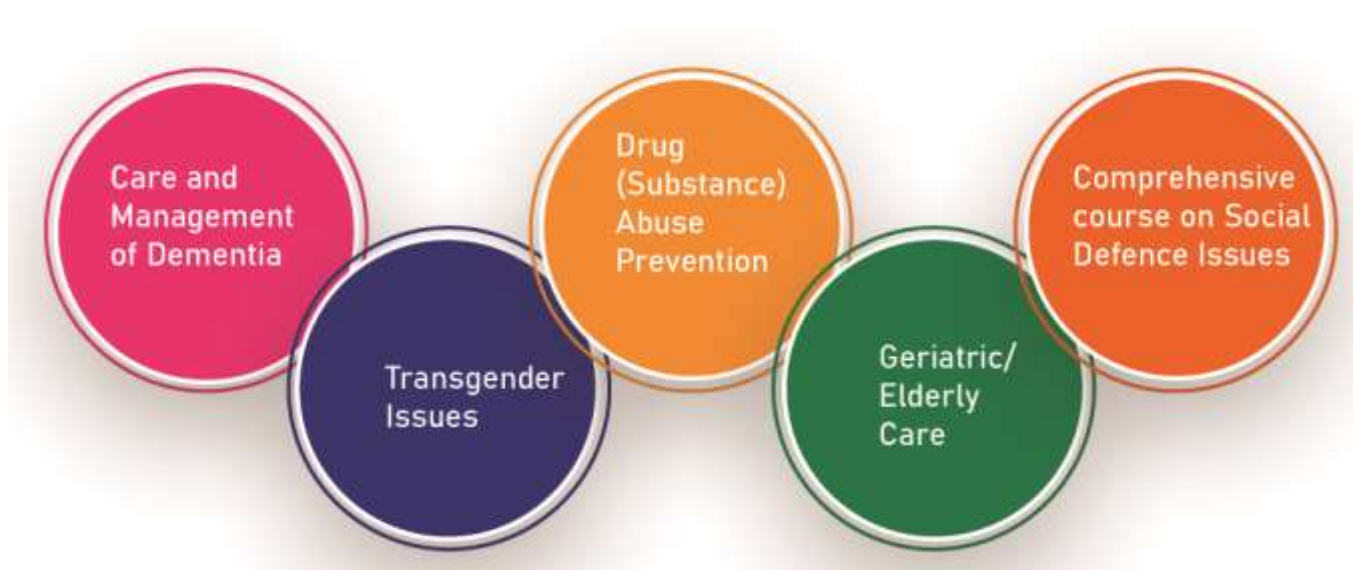 Care and
Management
of Dementia
Transgender
Issues
Drug
(Substance)
Abuse
Prevention
Geriatric/
Elderly
Care
Comprehensive
course on Social
Defence Issues